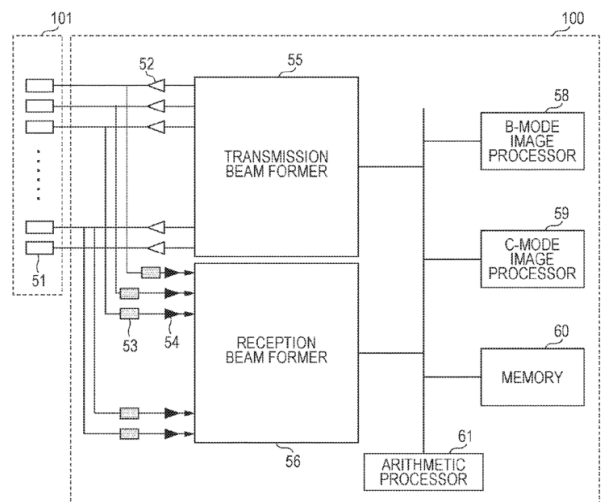 101
100
52
55
58
TRANSMISSION
BEAM FORMER
B-MODE
IMAGE
PROCESSOR
59
C-MODE
IMAGE
PROCESSOR
51
53
54
RECEPTION
BEAM FORMER
60
MEMORY
56
61
ARITHMETIC
PROCESSOR